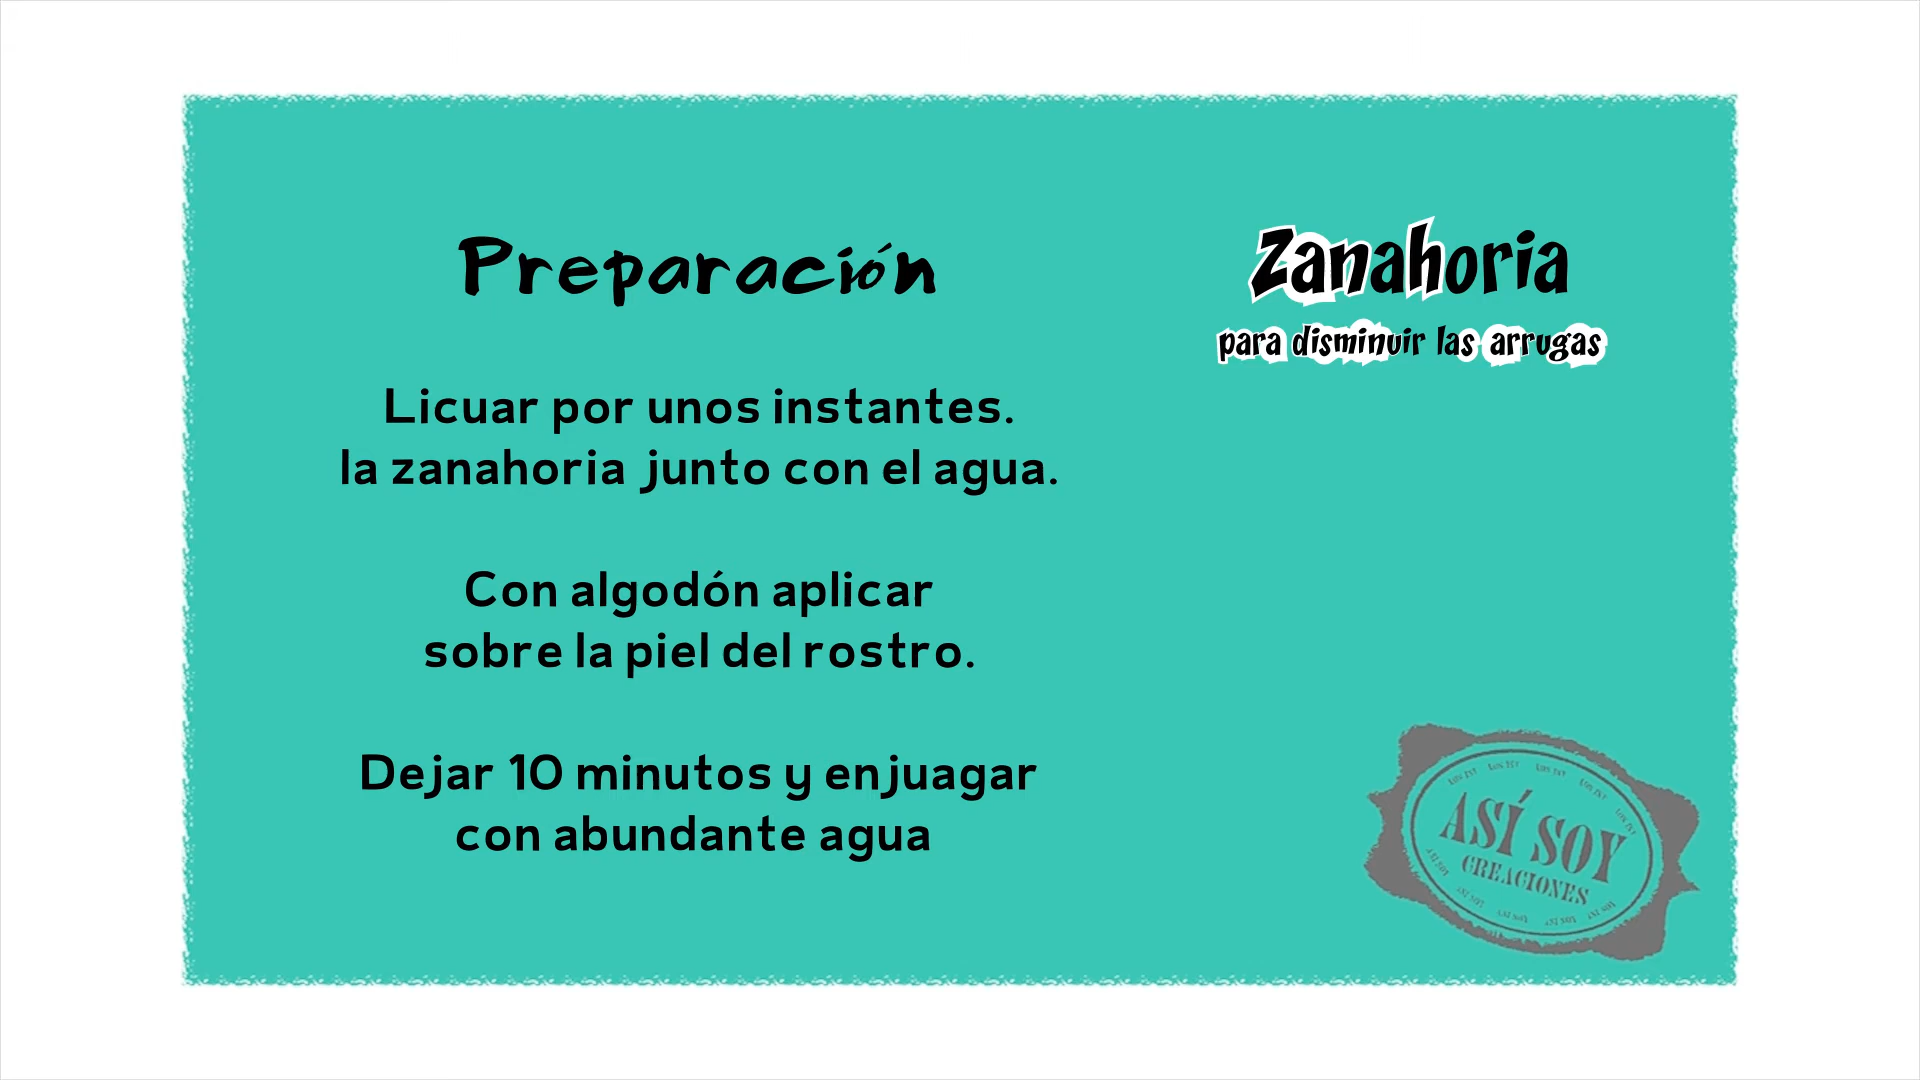 Preparación
Licuar por unos instantes.
la zanahoria junto con el agua.
Con algodón aplicar
sobre la piel del rostro.
Dejar 10 minutos y enjuagar
con abundante agua
Zanahoria
para disminuir las arrugas
ASÍ SOY
CREACIONES